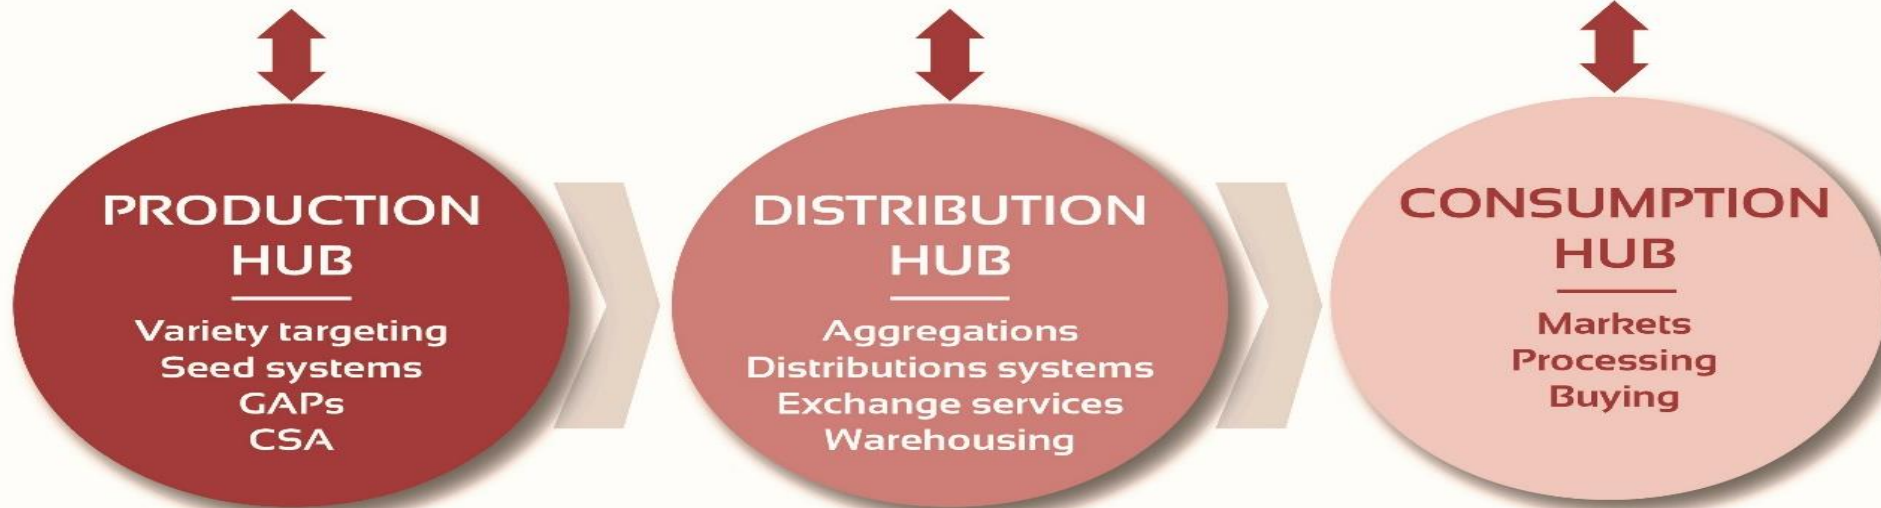 PRODUCTION
HUB
Variety targeting
Seed systems
GAPs
CSA
DISTRIBUTION
HUB
Aggregations
Distributions systems
Exchange services
Warehousing
CONSUMPTION
HUB
Markets
Processing
Buying